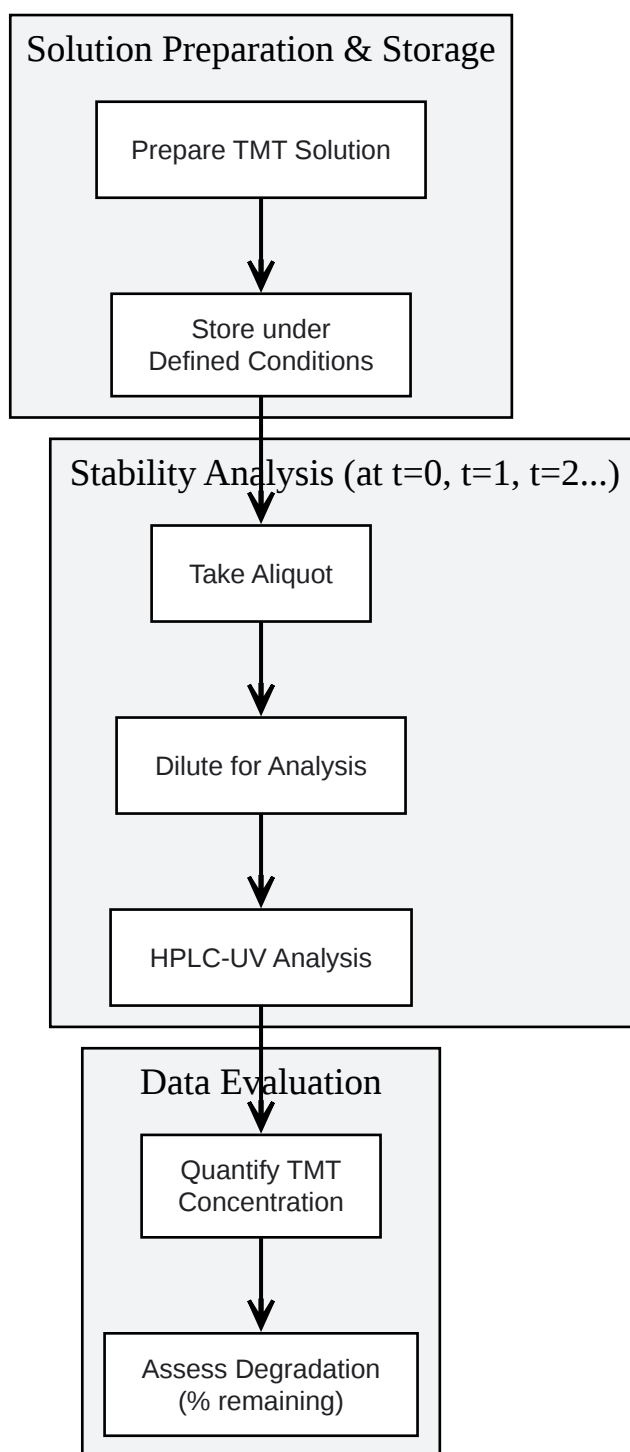 Solution Preparation & Storage
Prepare TMT Solution
Store under
Defined Conditions
Stability Analysis (at t=0, t=1, t=2...)
Take Aliquot
Dilute for Analysis
HPLC-UV Analysis
Data Evaluation
Quantify TMT
Concentration
Assess Degradation
(% remaining)